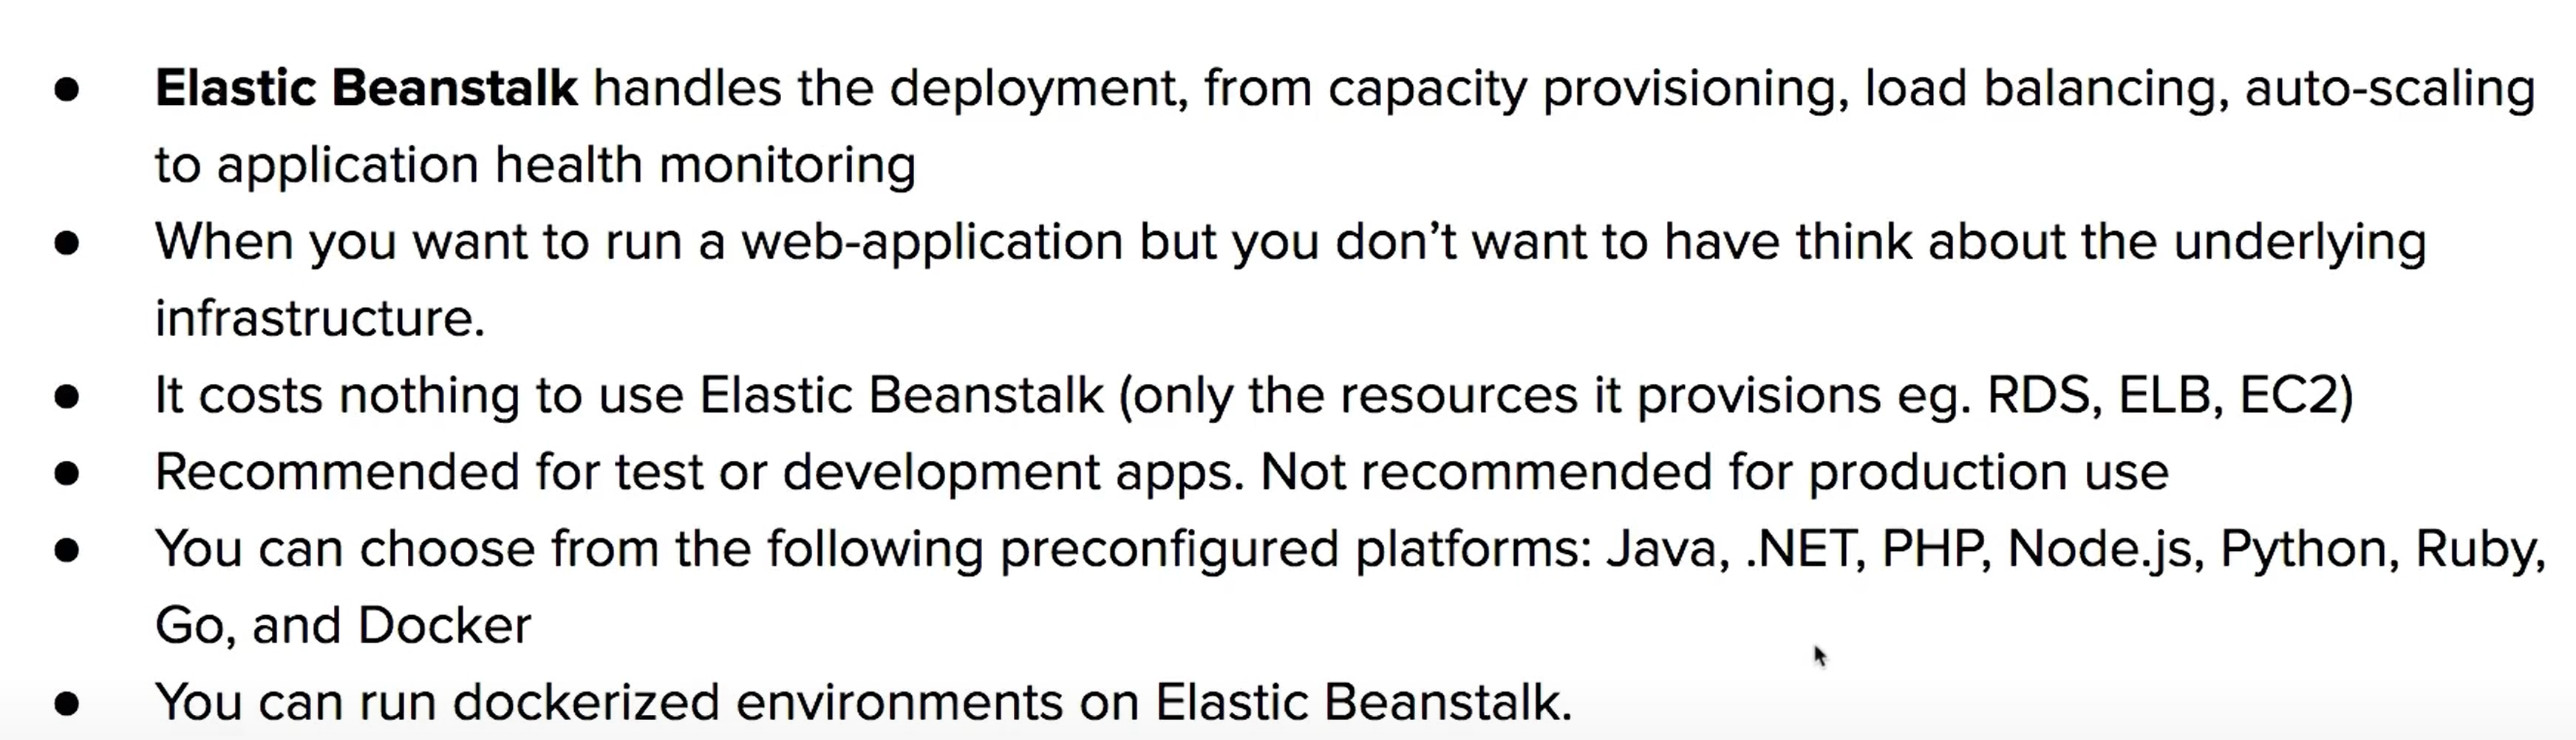 ● Elastic Beanstalk handles the deployment, from capacity provisioning, load balancing, auto-scaling
to application health monitoring
● When you want to run a web-application but you don’t want to have think about the underlying
infrastructure.
● It costs nothing to use Elastic Beanstalk (only the resources it provisions eg. RDS, ELB, EC2)
● Recommended for test or development apps. Not recommended for production use
● You can choose from the following preconfigured platforms: Java, .NET, PHP, Node.js, Python, Ruby,
Go, and Docker
● You can run dockerized environments on Elastic Beanstalk.